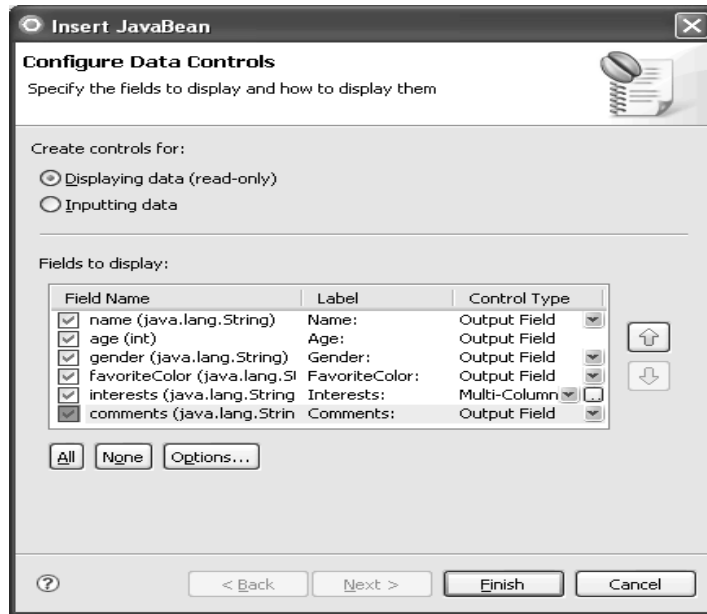 Insert JavaBean
Configure Data Controls
Specify the fields to display and how to display them
Create controls for:
Displaying data (read-only)
Inputting data
Fields to display:
Field Name Label Control Type
name (java.lang.String) Name: Output Field
age (int) Age: Output Field
gender (java.lang.String) Gender: Output Field
favoriteColor (java.lang.St FavoriteColor: Output Field
interests (java.lang.String Interests: Multi-Column ...
comments (java.lang.Strin Comments: Output Field
All None Options...
? < Back Next > Finish Cancel